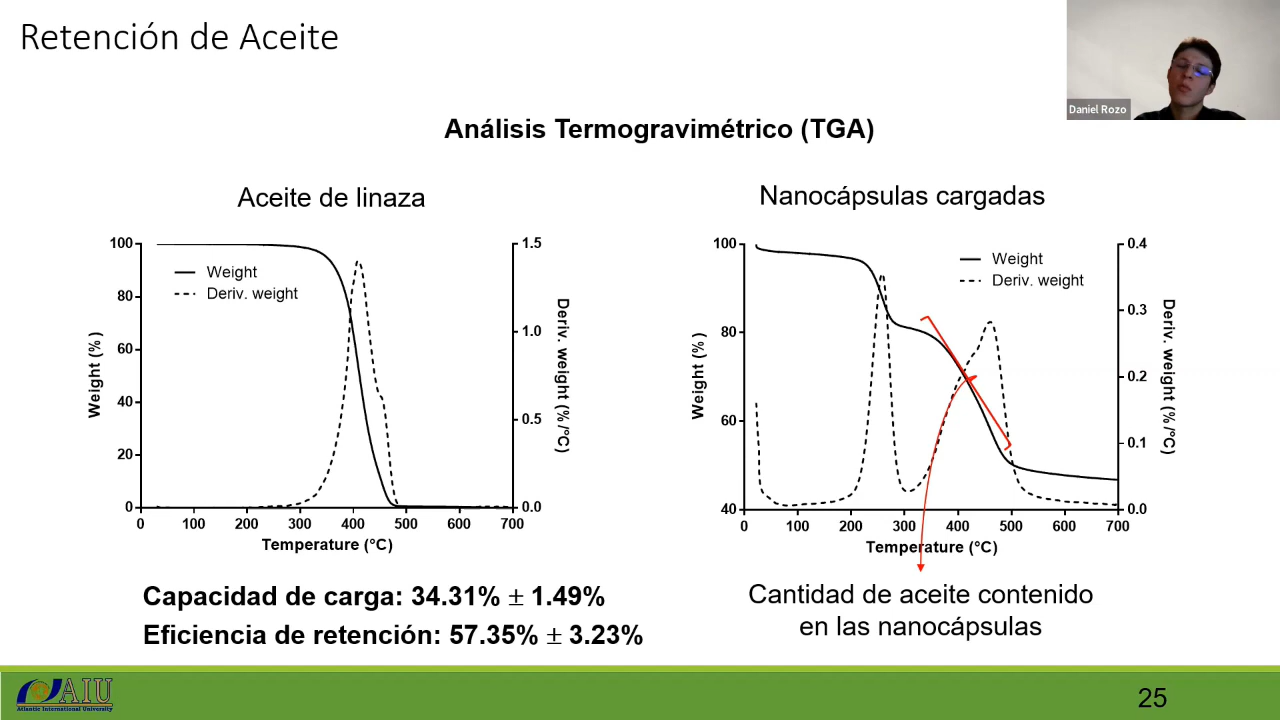 Retención de Aceite
Daniel Rozo
Análisis Termogravimétrico (TGA)
Aceite de linaza
Nanocápsulas cargadas
100
80
60
40
20
0
Weight (%)
Weight
Deriv. weight
1.5
1.0
0.5
0.0
Deriv. weight (%/°C)
0 100 200 300 400 500 600 700
Temperature (°C)
100
80
60
40
Weight (%)
Weight
Deriv. weight
0.4
0.3
0.2
0.1
0.0
Deriv. weight (%/°C)
0 100 200 300 400 500 600 700
Temperature (°C)
Capacidad de carga: 34.31% ± 1.49%
Eficiencia de retención: 57.35% ± 3.23%
Cantidad de aceite contenido
en las nanocápsulas
AIU
Atlantic International University
25